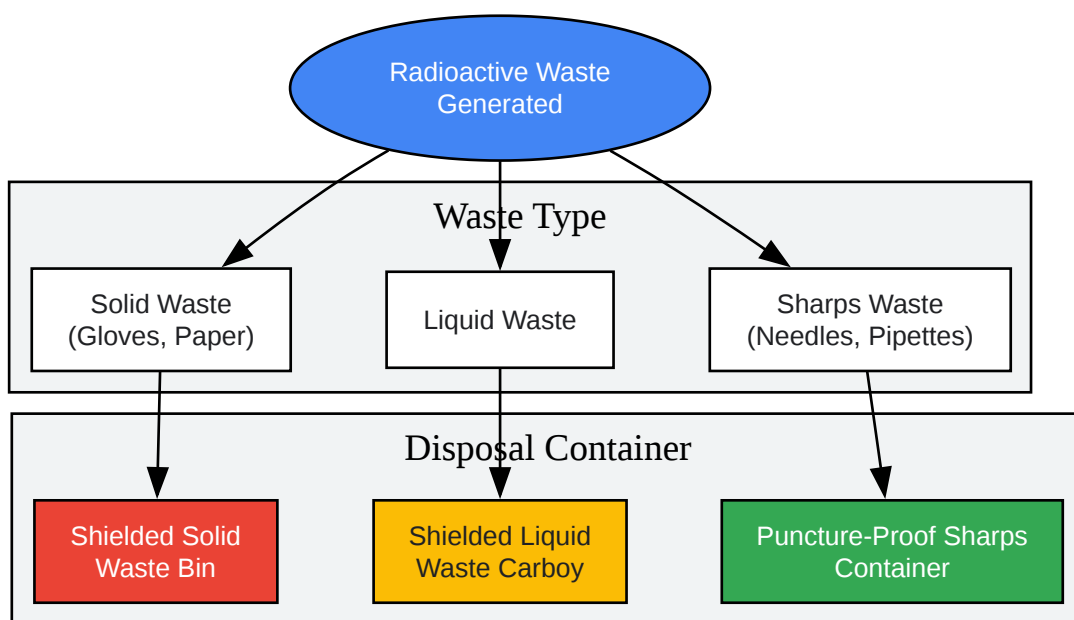 Radioactive Waste
Generated
Waste Type
Solid Waste
(Gloves, Paper)
Liquid Waste
Sharps Waste
(Needles, Pipettes)
Disposal Container
Shielded Solid
Waste Bin
Shielded Liquid
Waste Carboy
Puncture-Proof Sharps
Container